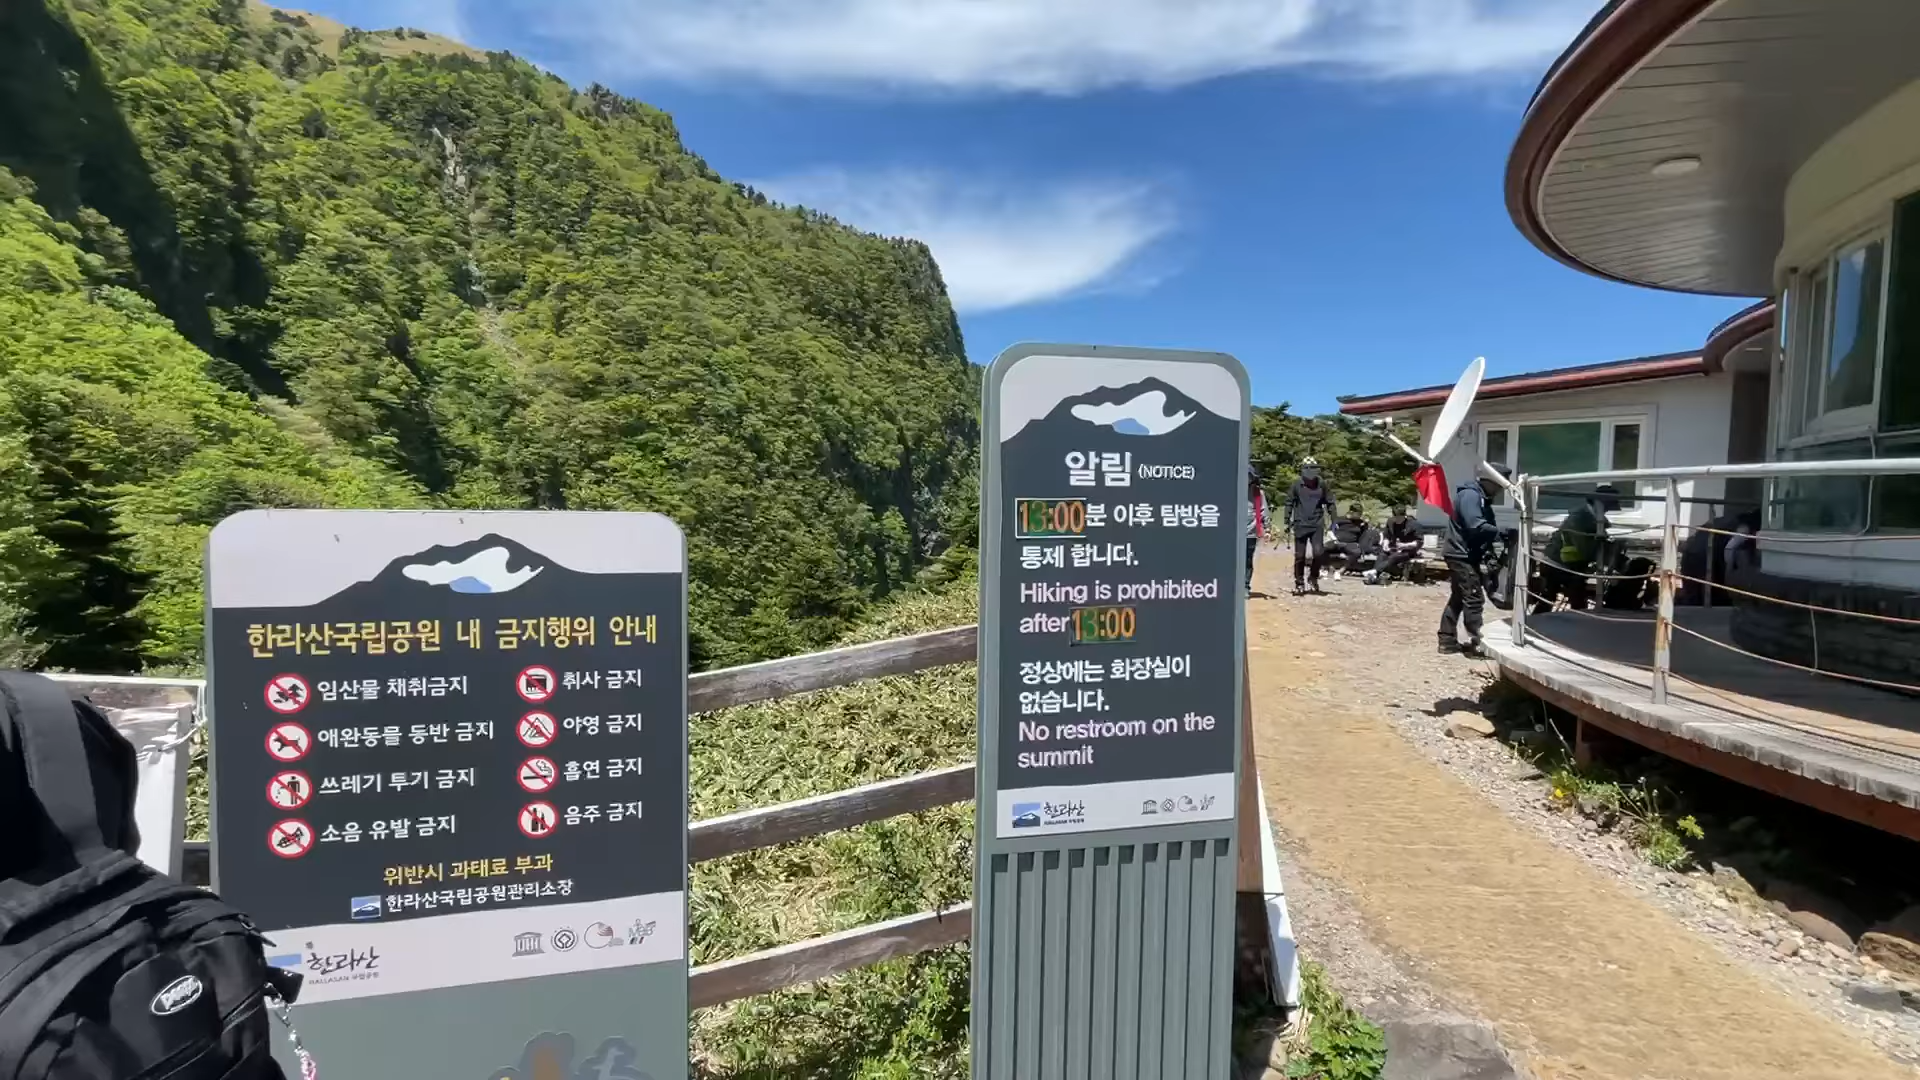 한라산국립공원 내 금지행위 안내
임산물 채취금지
취사 금지
애완동물 동반 금지
야영 금지
쓰레기 투기 금지
흡연 금지
소음 유발 금지
음주 금지
위반시 과태료 부과
한라산국립공원관리소장
한라산
알림 (NOTICE)
13:00분 이후 탐방을
통제 합니다.
Hiking is prohibited
after 13:00
정상에는 화장실이
없습니다.
No restroom on the
summit
한라산